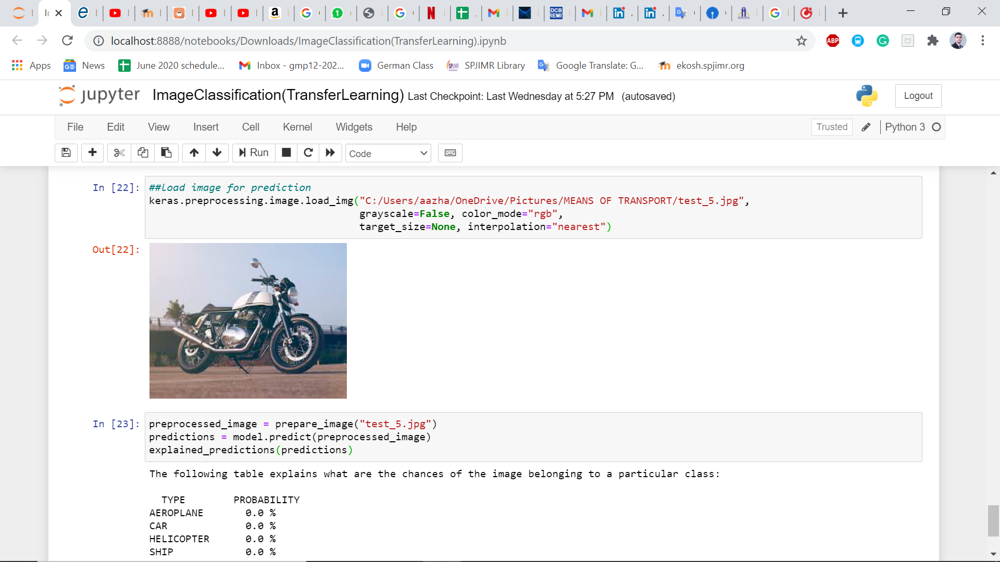 localhost:8888/notebooks/Downloads/ImageClassification(TransferLearning).ipynb
ABP
Apps
News
June 2020 schedule...
Inbox - gmp12-202...
German Class
SPJIMR Library
Google Translate: G...
ekosh.spjimr.org
jupyter ImageClassification(TransferLearning) Last Checkpoint: Last Wednesday at 5:27 PM (autosaved)
Logout
File Edit View Insert Cell Kernel Widgets Help
Trusted
Python 3
Run
Code
In [22]: ##load image for prediction
keras.preprocessing.image.load_img("C:/Users/aazha/OneDrive/Pictures/MEANS OF TRANSPORT/test_5.jpg",
grayscale=False, color_mode="rgb",
target_size=None, interpolation="nearest")
Out[22]:
In [23]: preprocessed_image = prepare_image("test_5.jpg")
predictions = model.predict(preprocessed_image)
explained_predictions(predictions)
The following table explains what are the chances of the image belonging to a particular class:
TYPE PROBABILITY
AEROPLANE 0.0 %
CAR 0.0 %
HELICOPTER 0.0 %
SHIP 0.0 %